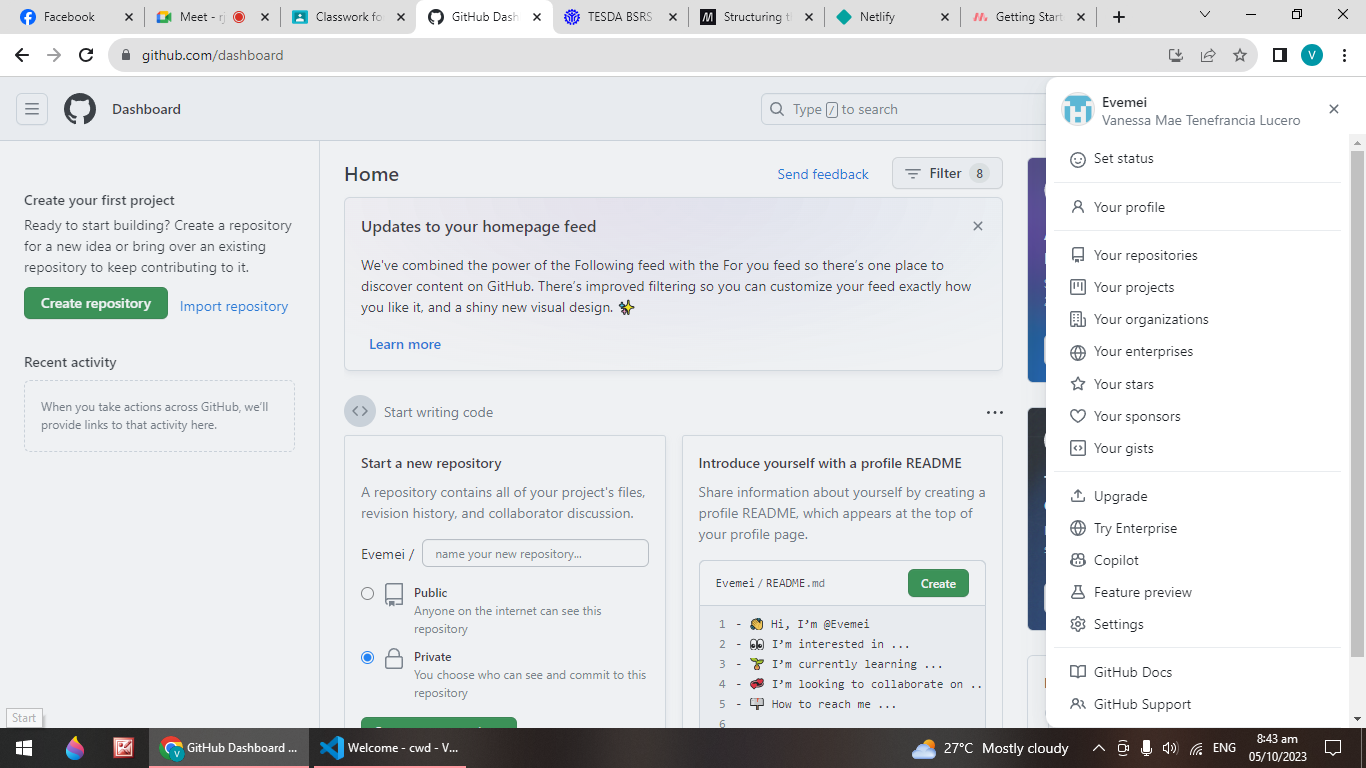 Facebook
Meet - rj
Classwork fo
GitHub Dash
TESDA BSRS
Structuring th
Netlify
Getting Start
github.com/dashboard
V
Dashboard
Type / to search
Evemei
Vanessa Mae Tenefrancia Lucero
Set status
Your profile
Your repositories
Your projects
Your organizations
Your enterprises
Your stars
Your sponsors
Your gists
Upgrade
Try Enterprise
Copilot
Feature preview
Settings
GitHub Docs
GitHub Support
Create your first project
Ready to start building? Create a repository
for a new idea or bring over an existing
repository to keep contributing to it.
Create repository
Import repository
Recent activity
When you take actions across GitHub, we’ll
provide links to that activity here.
Home
Send feedback
Filter 8
Updates to your homepage feed
We've combined the power of the Following feed with the For you feed so there’s one place to
discover content on GitHub. There’s improved filtering so you can customize your feed exactly how
you like it, and a shiny new visual design. ✨
Learn more
Start writing code
Start a new repository
A repository contains all of your project's files,
revision history, and collaborator discussion.
Evemei / name your new repository...
Public
Anyone on the internet can see this
repository
Private
You choose who can see and commit to this
repository
Introduce yourself with a profile README
Share information about yourself by creating a
profile README, which appears at the top of
your profile page.
Evemei / README.md
Create
1 - 👋 Hi, I’m @Evemei
2 - 👀 I’m interested in ...
3 - 🌱 I’m currently learning ...
4 - 💞️ I’m looking to collaborate on ..
5 - 📫 How to reach me ...
6
Start
GitHub Dashboard ...
Welcome - cwd - V...
27°C Mostly cloudy
ENG
8:43 am
05/10/2023